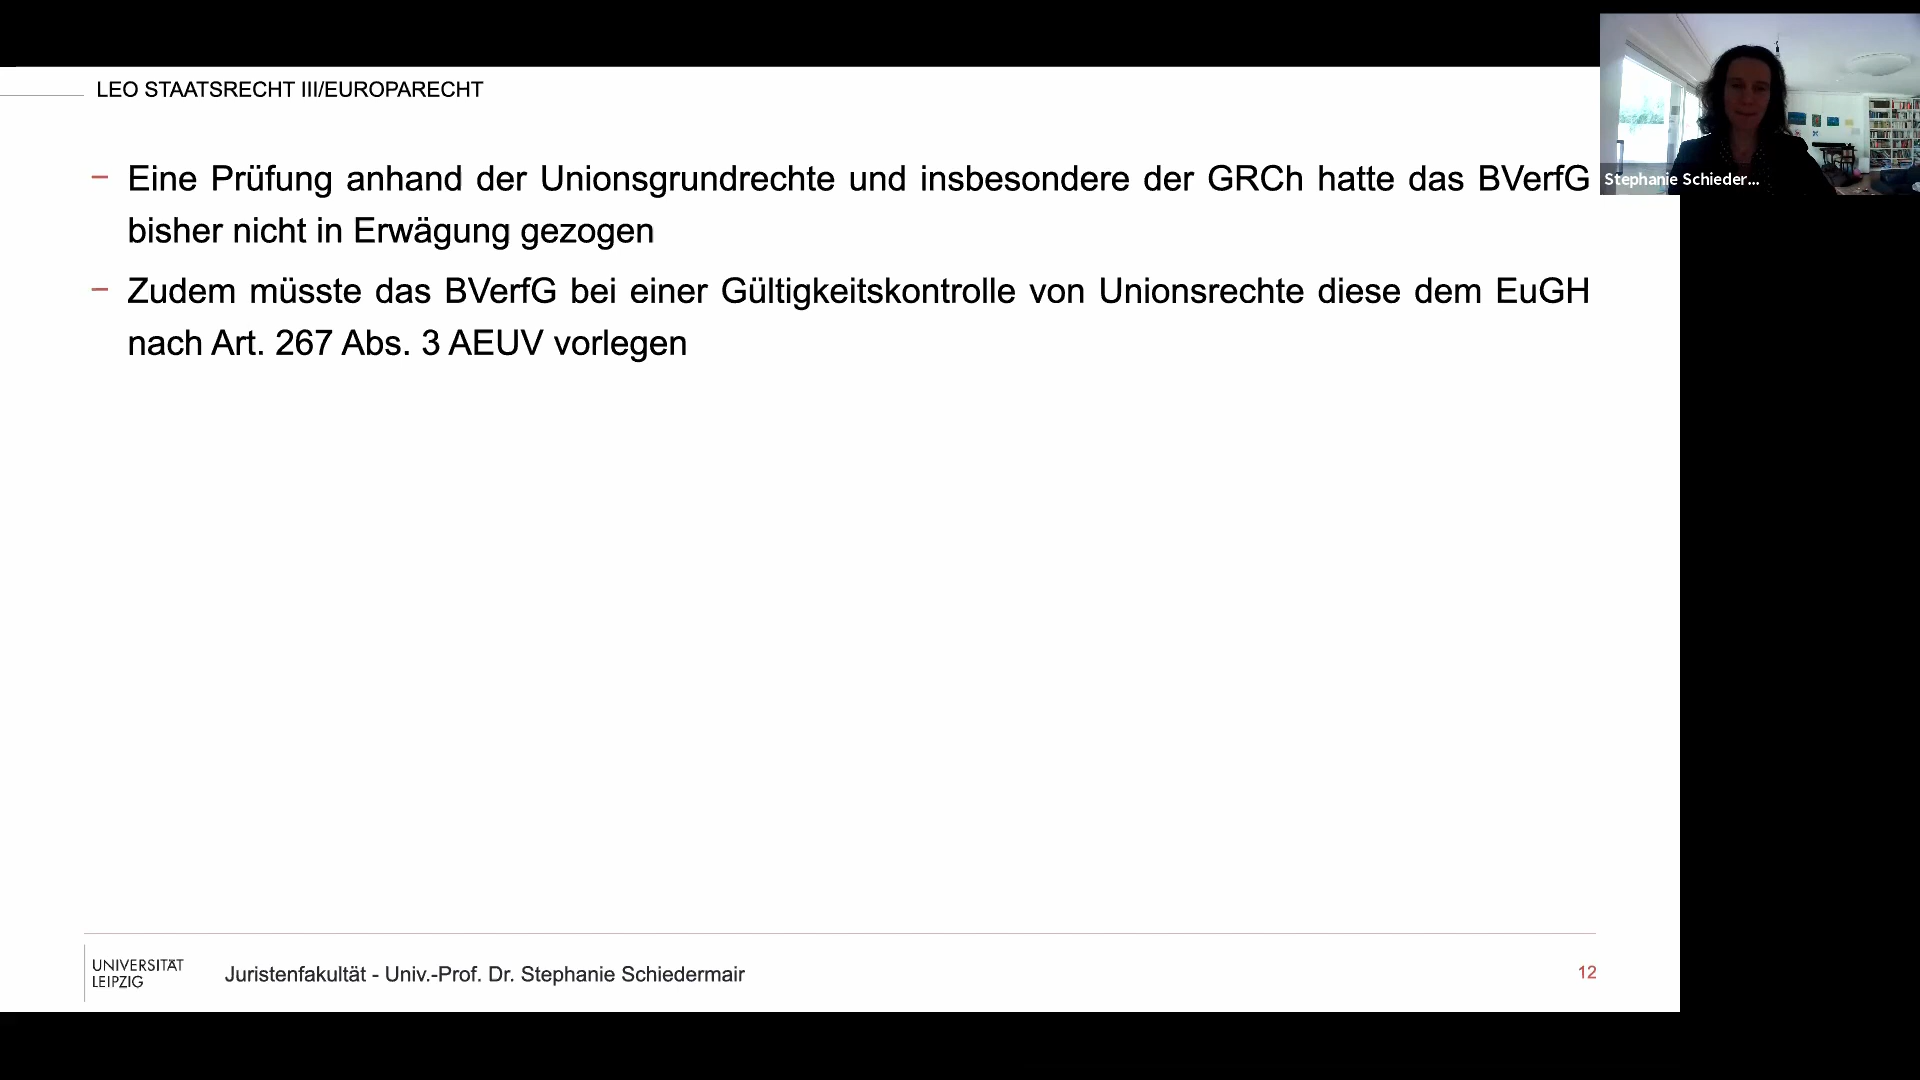 LEO STAATSRECHT III/EUROPARECHT
– Eine Prüfung anhand der Unionsgrundrechte und insbesondere der GRCh hatte das BVerfG
bisher nicht in Erwägung gezogen
– Zudem müsste das BVerfG bei einer Gültigkeitskontrolle von Unionsrechte diese dem EuGH
nach Art. 267 Abs. 3 AEUV vorlegen
Stephanie Schieder...
UNIVERSITÄT
LEIPZIG
Juristenfakultät - Univ.-Prof. Dr. Stephanie Schiedermair
12